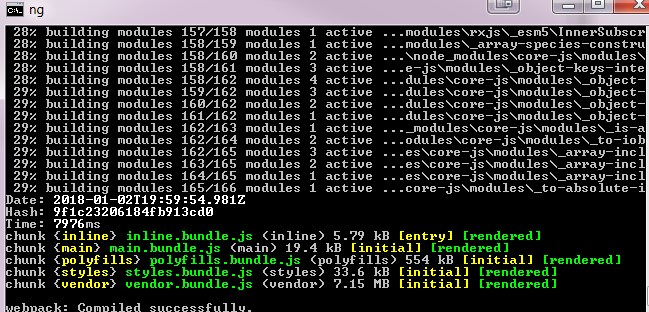 ng
28% building modules 157/158 modules 1 active ...modules\rxjs\_esm5\InnerSubscr
28% building modules 158/159 modules 1 active ...modules\_array-species-constru
28% building modules 158/160 modules 2 active ...\node_modules\core-js\modules\
28% building modules 158/161 modules 3 active ...e-js\modules\_object-keys-inte
28% building modules 158/162 modules 4 active ...dules\core-js\modules\_object-
29% building modules 159/162 modules 3 active ...dules\core-js\modules\_object-
29% building modules 160/162 modules 2 active ...dules\core-js\modules\_object-
29% building modules 161/162 modules 1 active ...dules\core-js\modules\_object-
29% building modules 162/163 modules 1 active ..._modules\core-js\modules\_is-a
29% building modules 162/164 modules 2 active ...odules\core-js\modules\_to-iob
29% building modules 162/165 modules 3 active ...es\core-js\modules\_array-incl
29% building modules 163/165 modules 2 active ...es\core-js\modules\_array-incl
29% building modules 164/165 modules 1 active ...es\core-js\modules\_array-incl
29% building modules 165/166 modules 1 active ...core-js\modules\_to-absolute-i
Date: 2018-01-02T19:59:54.981Z
Hash: 9f1c23206184fb913cd0
Time: 7976ms
chunk {inline} inline.bundle.js (inline) 5.79 kB [entry] [rendered]
chunk {main} main.bundle.js (main) 19.4 kB [initial] [rendered]
chunk {polyfills} polyfills.bundle.js (polyfills) 554 kB [initial] [rendered]
chunk {styles} styles.bundle.js (styles) 33.6 kB [initial] [rendered]
chunk {vendor} vendor.bundle.js (vendor) 7.15 MB [initial] [rendered]
webpack: Compiled successfully.